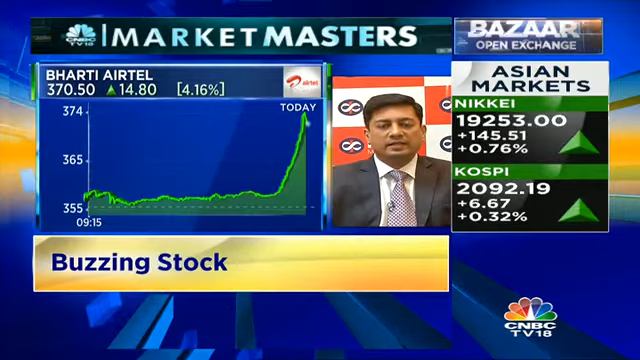 CNBC
TV18
MARKET MASTERS
BAZAAR
OPEN EXCHANGE
BHARTI AIRTEL
370.50 ▲ 14.80 [4.16%]
airtel
TODAY
374
365
355
09:15
ASIAN
MARKETS
NIKKEI
19253.00
+145.51
+0.76%
KOSPI
2092.19
+6.67
+0.32%
Buzzing Stock
CNBC
TV18